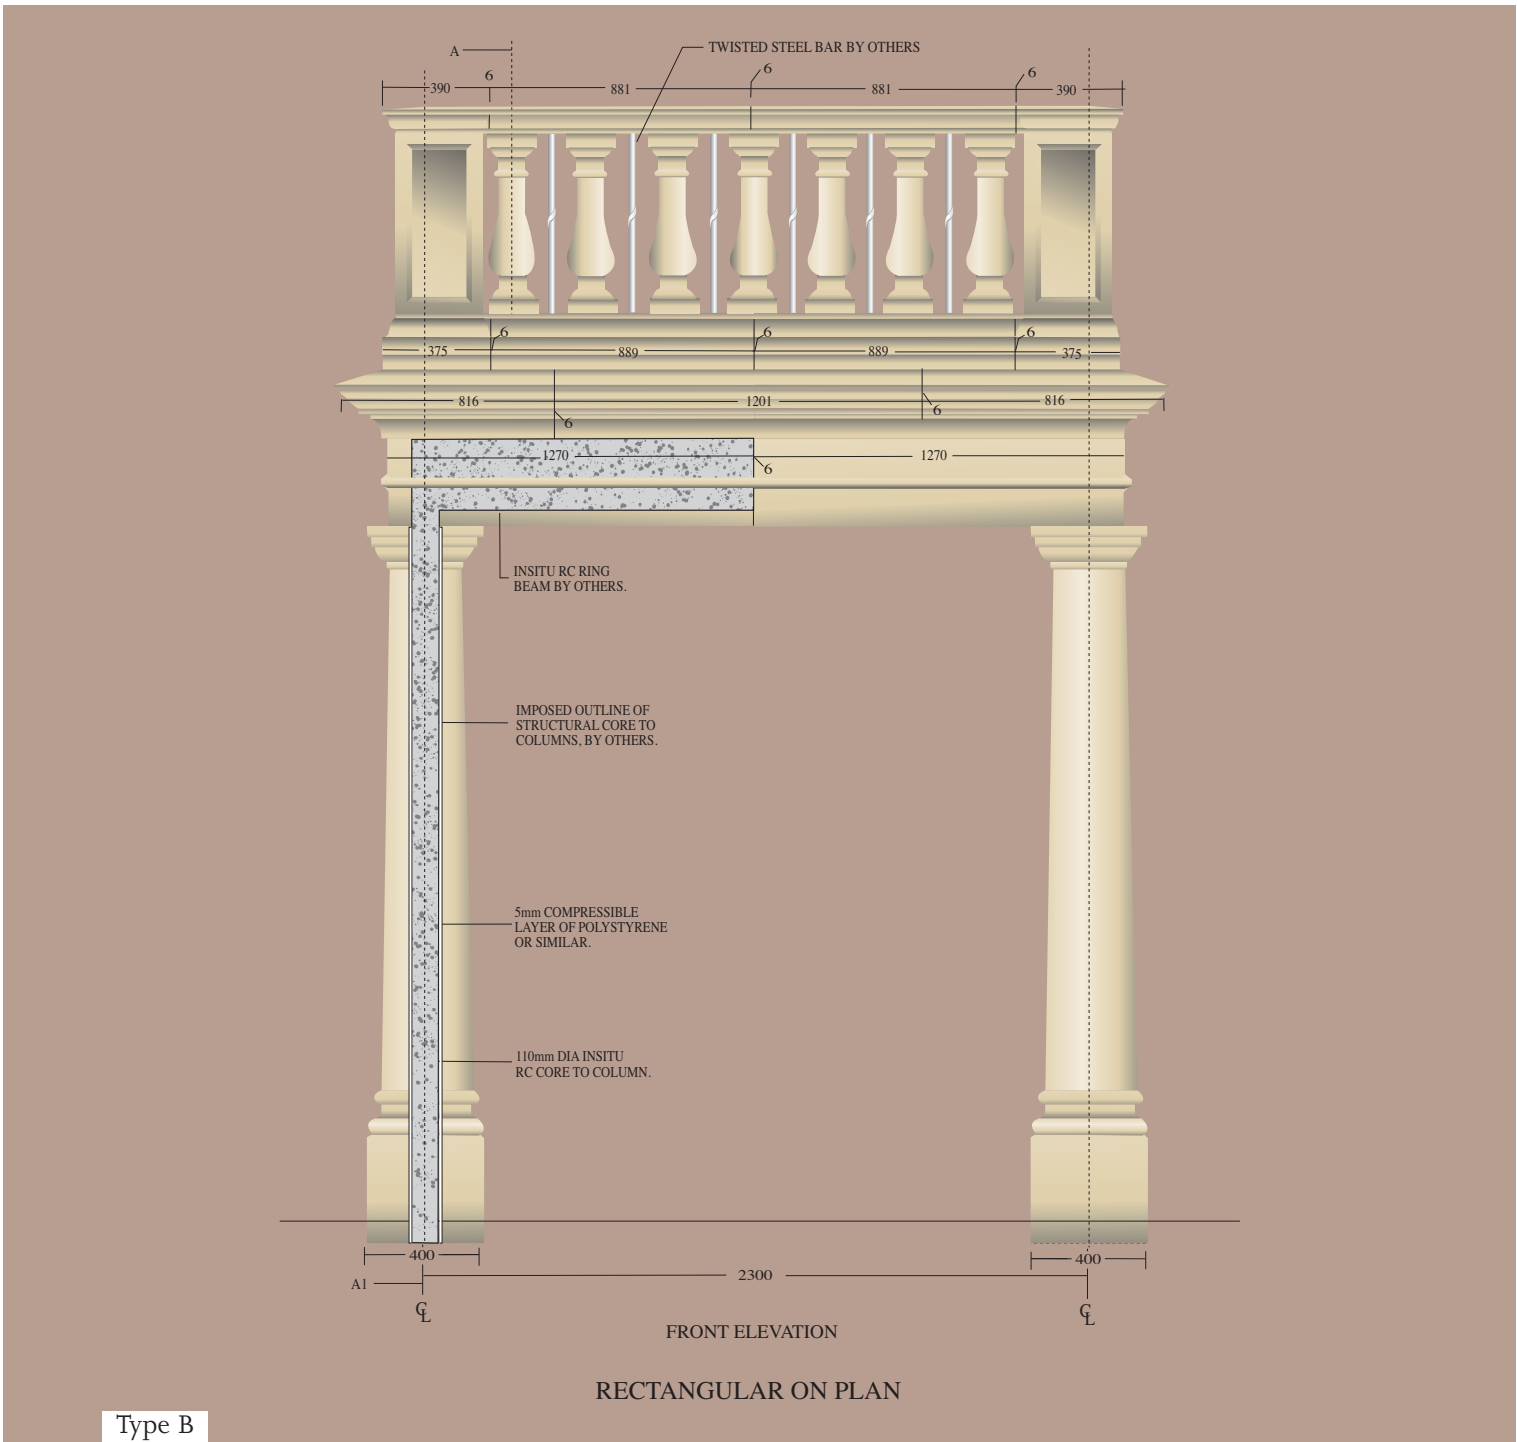 A
TWISTED STEEL BAR BY OTHERS
390 6 881 6 881 6 390
6 6 6
375 889 889 375
816 1201 816
6 6
1270 1270
6
INSITU RC RING
BEAM BY OTHERS.
IMPOSED OUTLINE OF
STRUCTURAL CORE TO
COLUMNS, BY OTHERS.
5mm COMPRESSIBLE
LAYER OF POLYSTYRENE
OR SIMILAR.
110mm DIA INSITU
RC CORE TO COLUMN.
400 400
2300
A1
CL CL
FRONT ELEVATION
RECTANGULAR ON PLAN
Type B